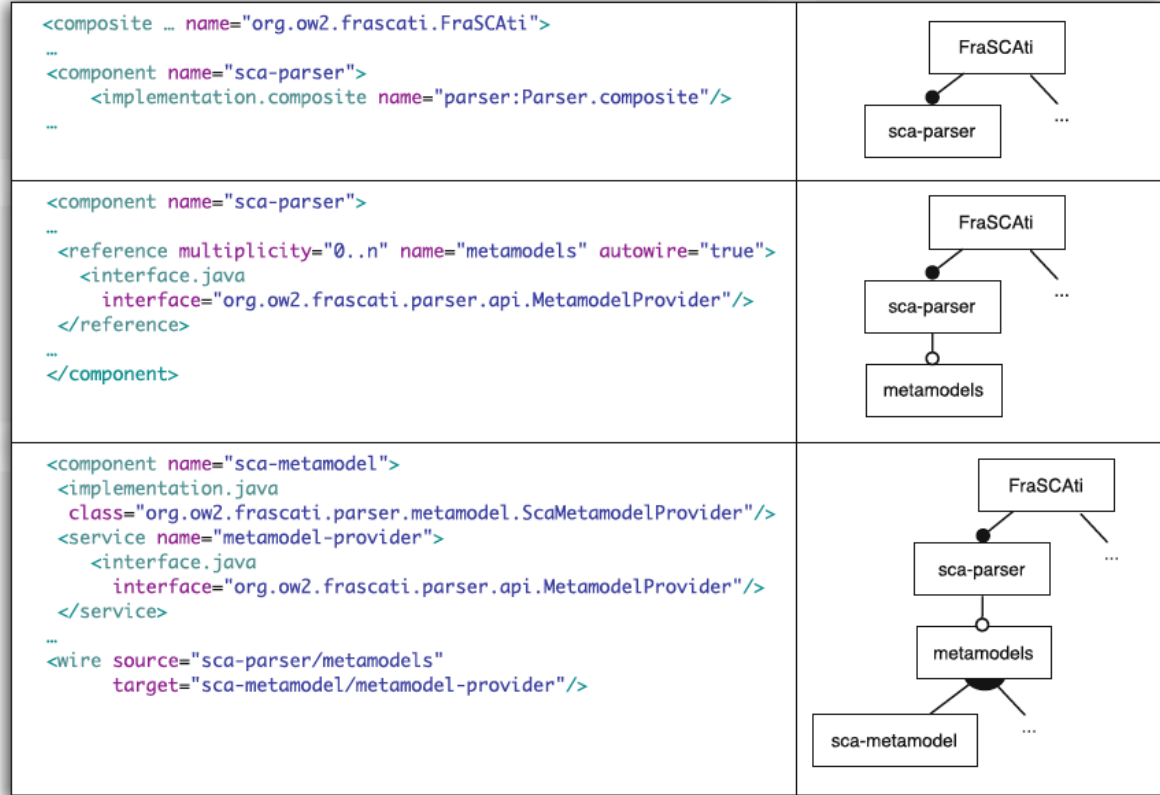 <composite … name="org.ow2.frascati.FraSCAti">
…
<component name="sca-parser">
<implementation.composite name="parser:Parser.composite"/>
…
FraSCAti
sca-parser
...
<component name="sca-parser">
…
<reference multiplicity="0..n" name="metamodels" autowire="true">
<interface.java
interface="org.ow2.frascati.parser.api.MetamodelProvider"/>
</reference>
…
</component>
FraSCAti
...
sca-parser
metamodels
<component name="sca-metamodel">
<implementation.java
class="org.ow2.frascati.parser.metamodel.ScaMetamodelProvider"/>
<service name="metamodel-provider">
<interface.java
interface="org.ow2.frascati.parser.api.MetamodelProvider"/>
</service>
…
<wire source="sca-parser/metamodels"
target="sca-metamodel/metamodel-provider"/>
FraSCAti
...
sca-parser
metamodels
...
sca-metamodel